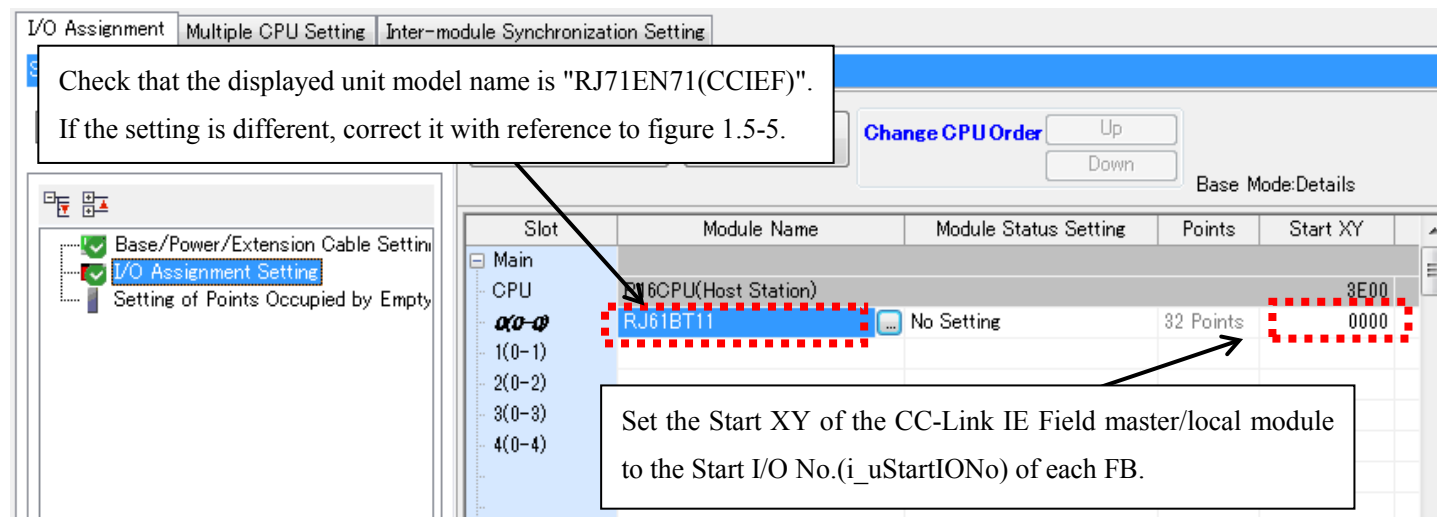 I/O Assignment Multiple CPU Setting Inter-module Synchronization Setting
Check that the displayed unit model name is "RJ71EN71(CCIEF)".
If the setting is different, correct it with reference to figure 1.5-5.
Change CPU Order Up
Down
Base Mode:Details
Base/Power/Extension Cable Settin
I/O Assignment Setting
Setting of Points Occupied by Empty
Slot Module Name Module Status Setting Points Start XY
Main
CPU CPU(Host Station) 3E00
0(0-0) RJ61BT11 ... No Setting 32 Points 0000
1(0-1)
2(0-2)
3(0-3)
4(0-4)
Set the Start XY of the CC-Link IE Field master/local module
to the Start I/O No.(i_uStartIONo) of each FB.